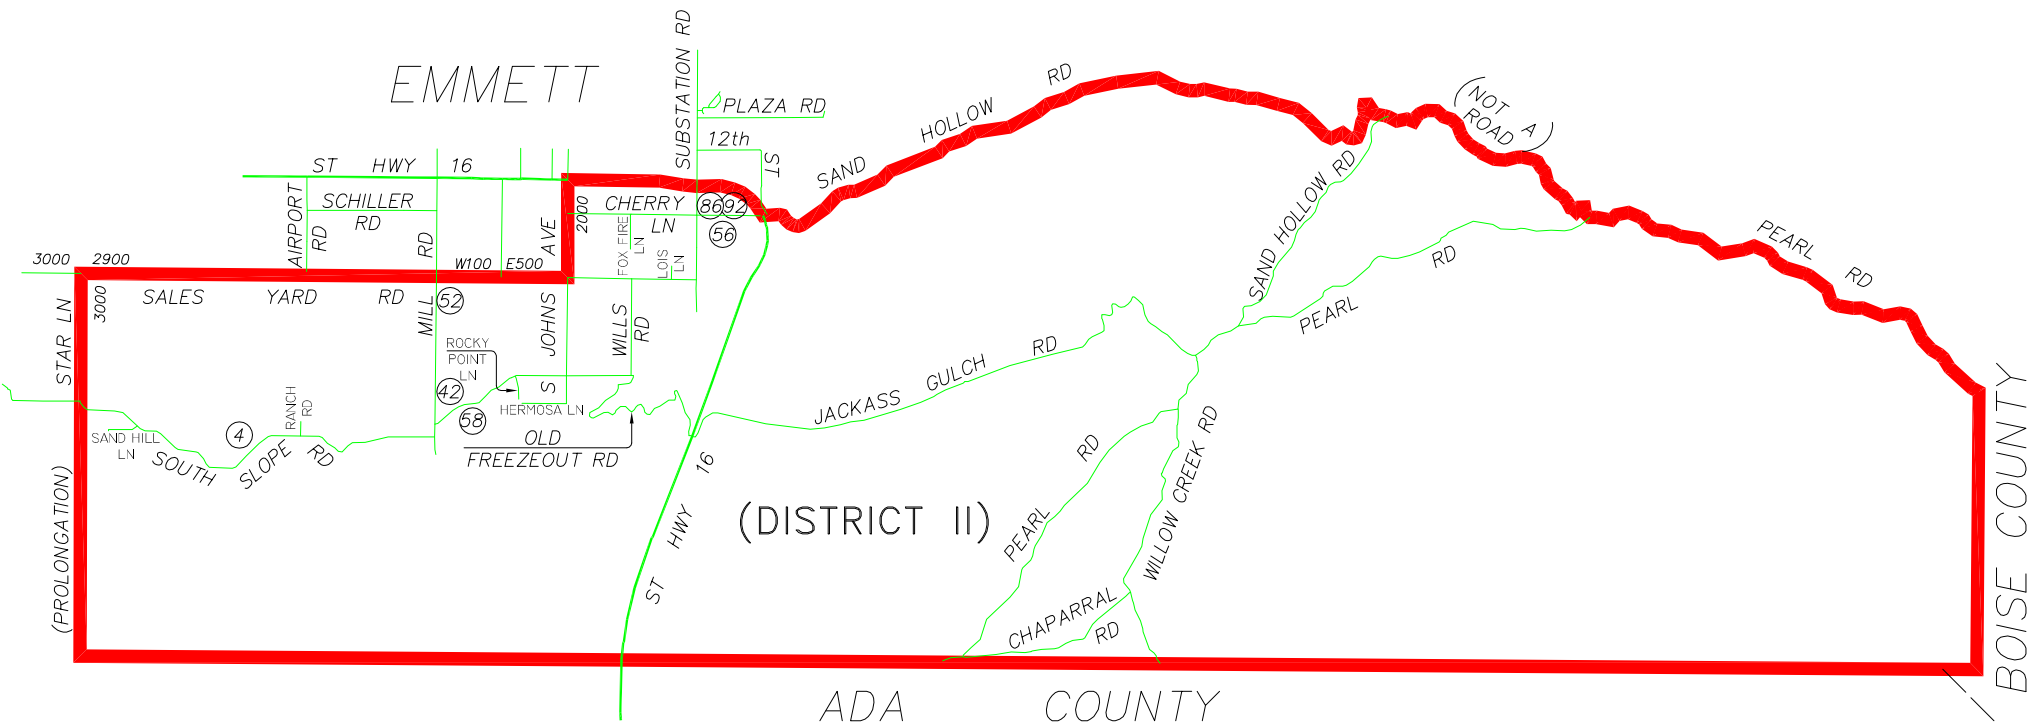 EMMETT
SUBSTATION RD
PLAZA RD
12th
ST
ST HWY 16
AIRPORT
RD
SCHILLER
RD
RD
AVE
2000
CHERRY
LN
FOX FIRE
LN
LOIS
LN
86
92
56
SAND HOLLOW RD
(NOT A
ROAD)
SAND HOLLOW RD
PEARL RD
PEARL RD
3000 2900
3000
W100 E500
SALES YARD RD
STAR LN
(PROLONGATION)
MILL
52
JOHNS
S
WILLS
RD
ROCKY
POINT
LN
42
58
HERMOSA LN
OLD
FREEZEOUT RD
RANCH
RD
SAND HILL
LN
4
SOUTH SLOPE RD
JACKASS GULCH RD
ST HWY 16
(DISTRICT II)
PEARL RD
WILLOW CREEK RD
CHAPARRAL
RD
ADA COUNTY
BOISE COUNTY